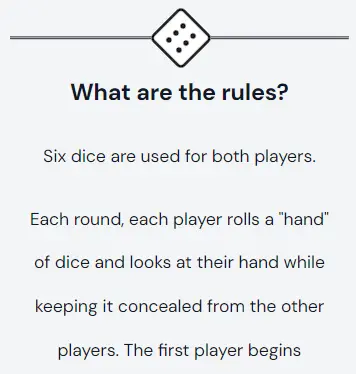 What are the rules?
Six dice are used for both players.
Each round, each player rolls a "hand"
of dice and looks at their hand while
keeping it concealed from the other
players. The first player begins